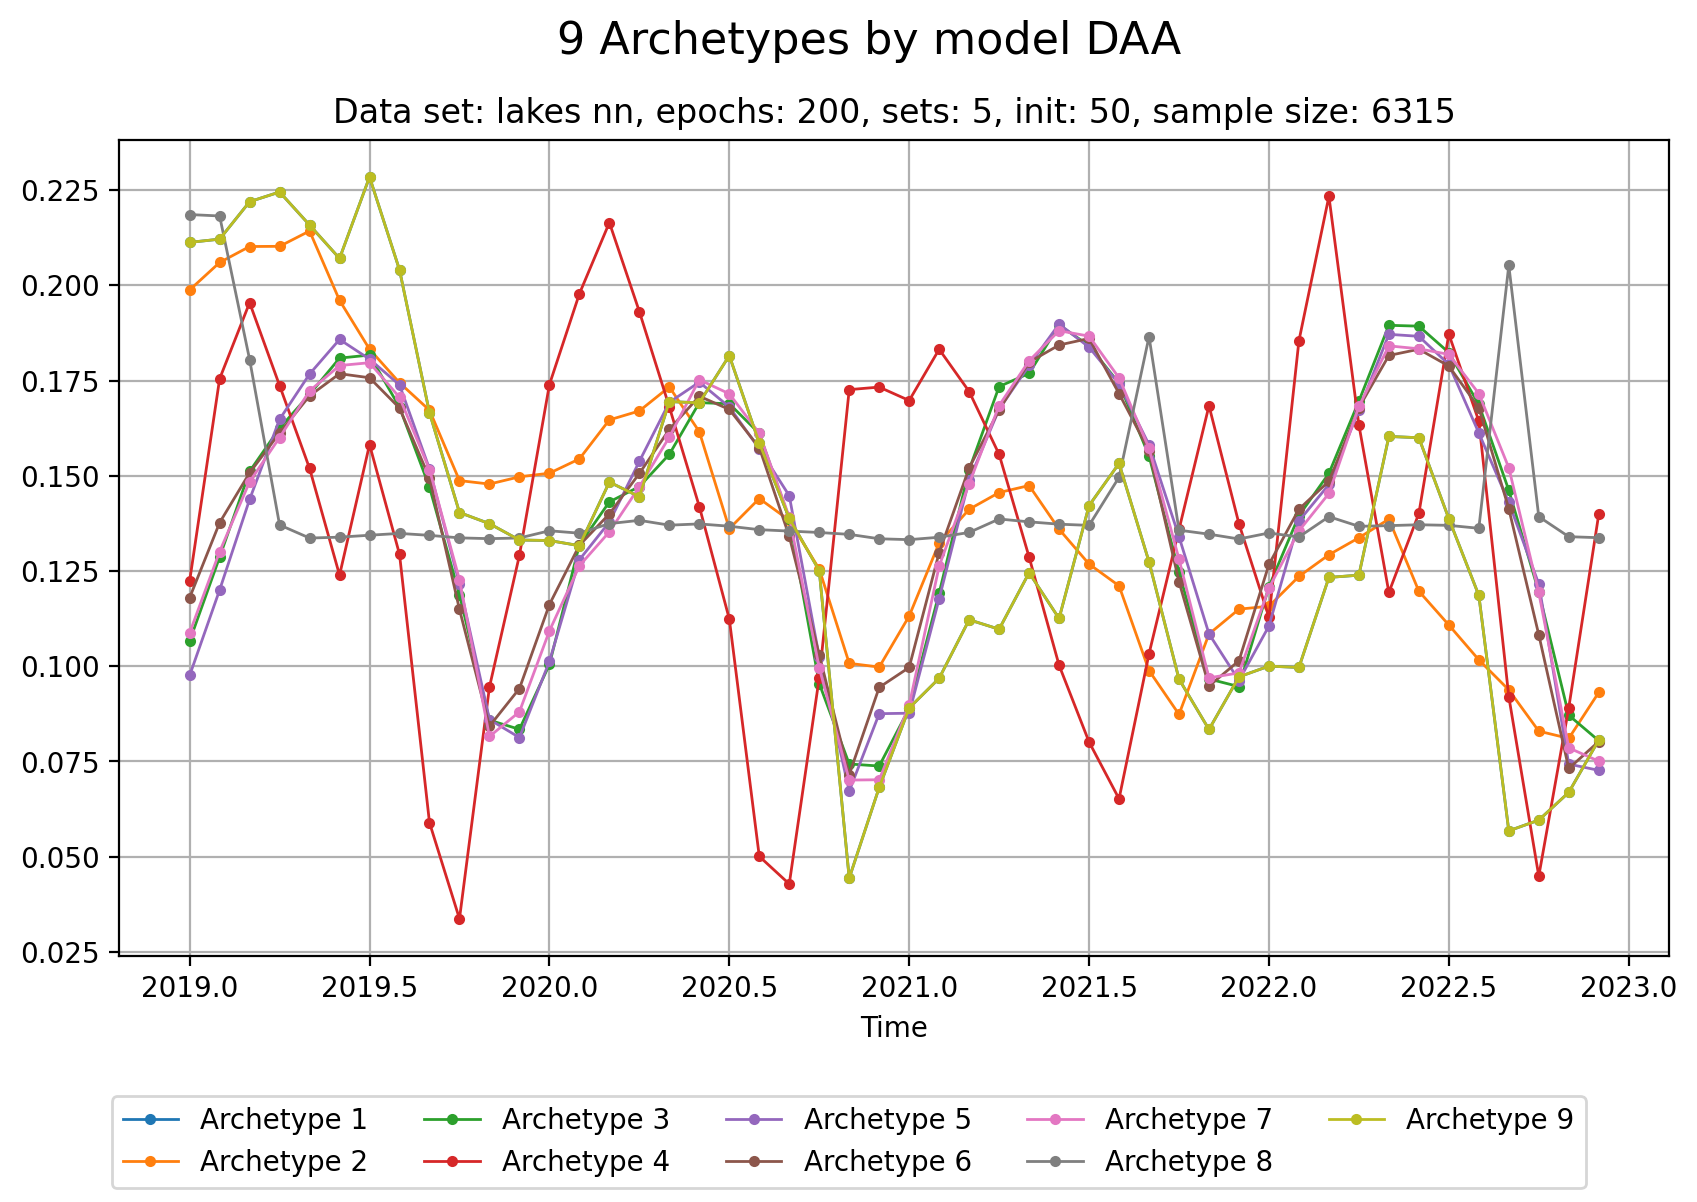 9 Archetypes by model DAA
Data set: lakes nn, epochs: 200, sets: 5, init: 50, sample size: 6315
0.225
0.200
0.175
0.150
0.125
0.100
0.075
0.050
0.025
2019.0 2019.5 2020.0 2020.5 2021.0 2021.5 2022.0 2022.5 2023.0
Time
Archetype 1 Archetype 3 Archetype 5 Archetype 7 Archetype 9
Archetype 2 Archetype 4 Archetype 6 Archetype 8